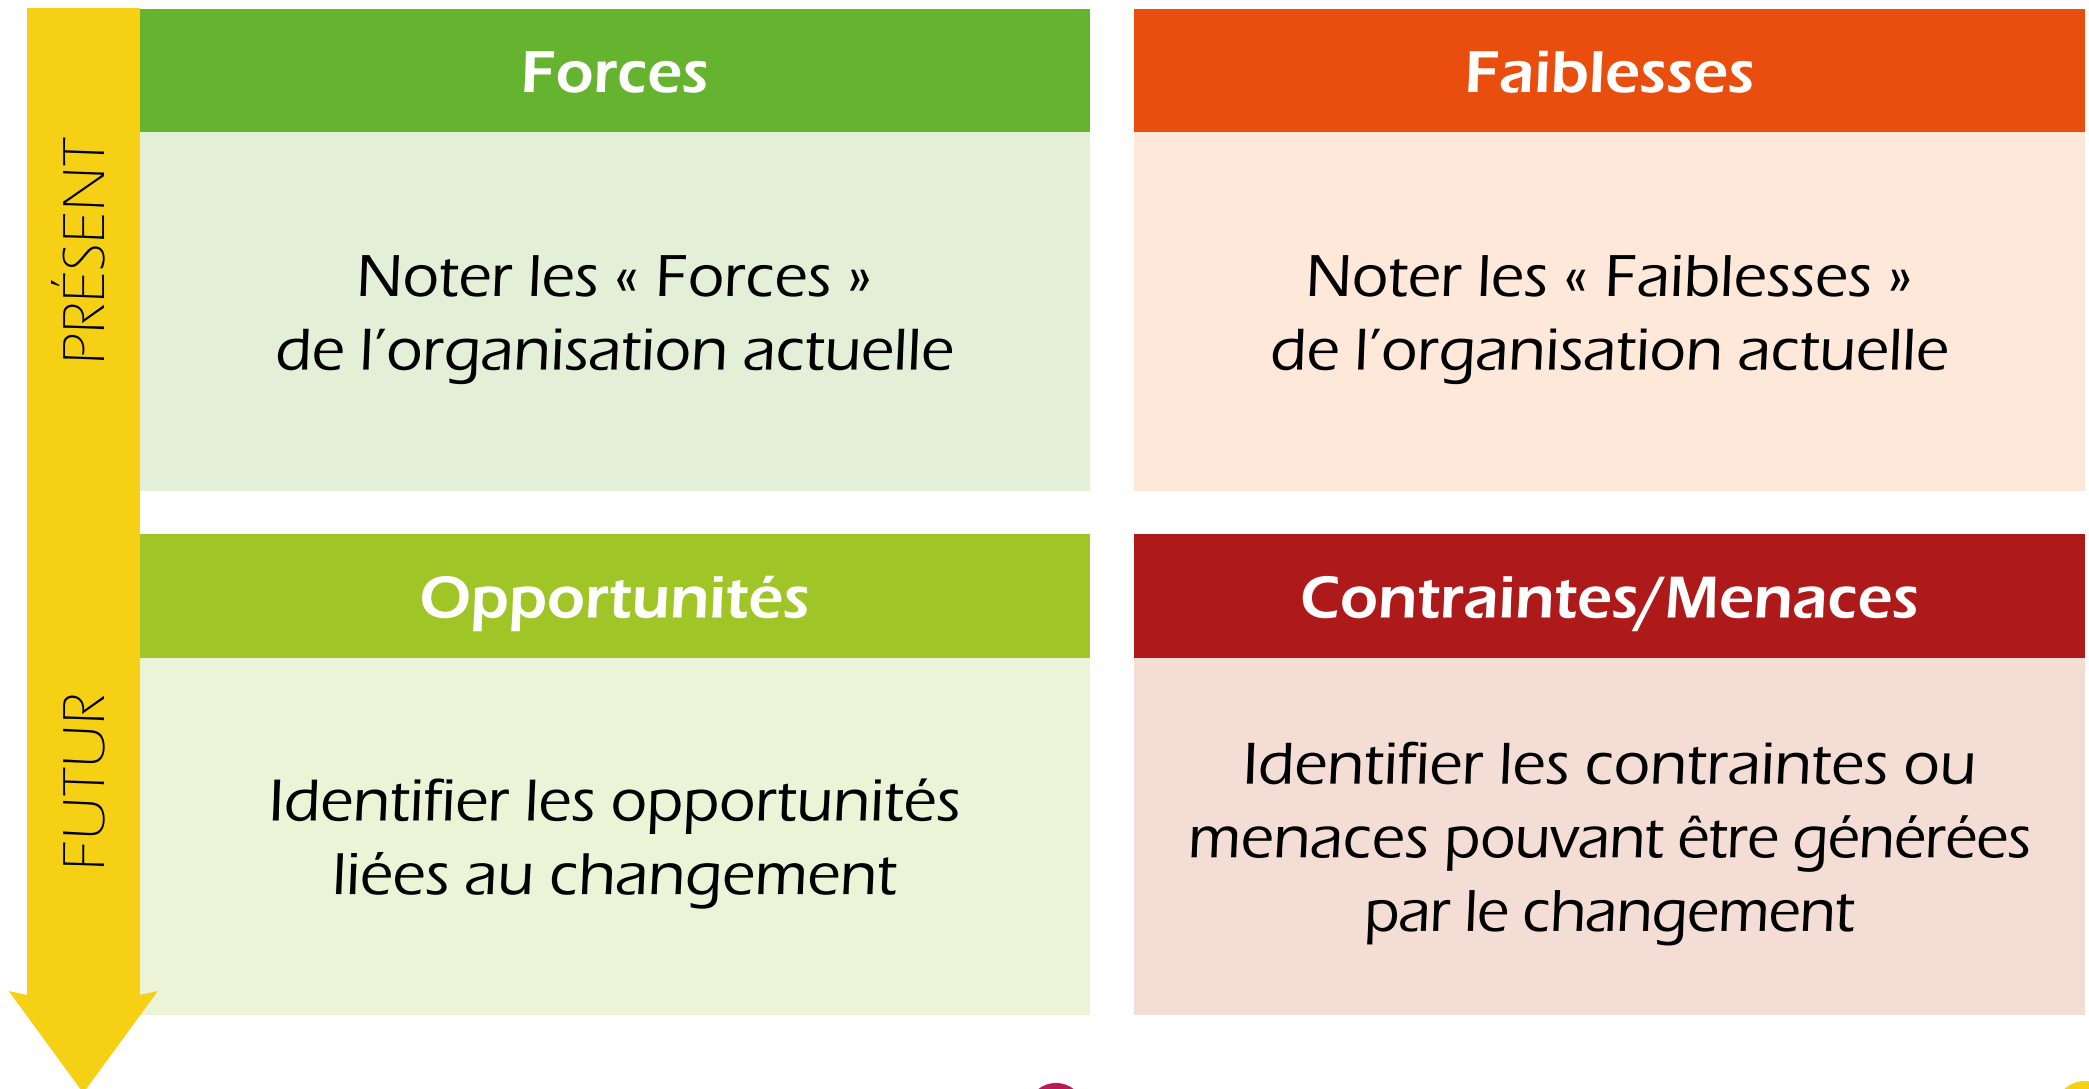 PRÉSENT
Forces
Noter les « Forces »
de l’organisation actuelle
Faiblesses
Noter les « Faiblesses »
de l’organisation actuelle
FUTUR
Opportunités
Identifier les opportunités
liées au changement
Contraintes/Menaces
Identifier les contraintes ou
menaces pouvant être générées
par le changement